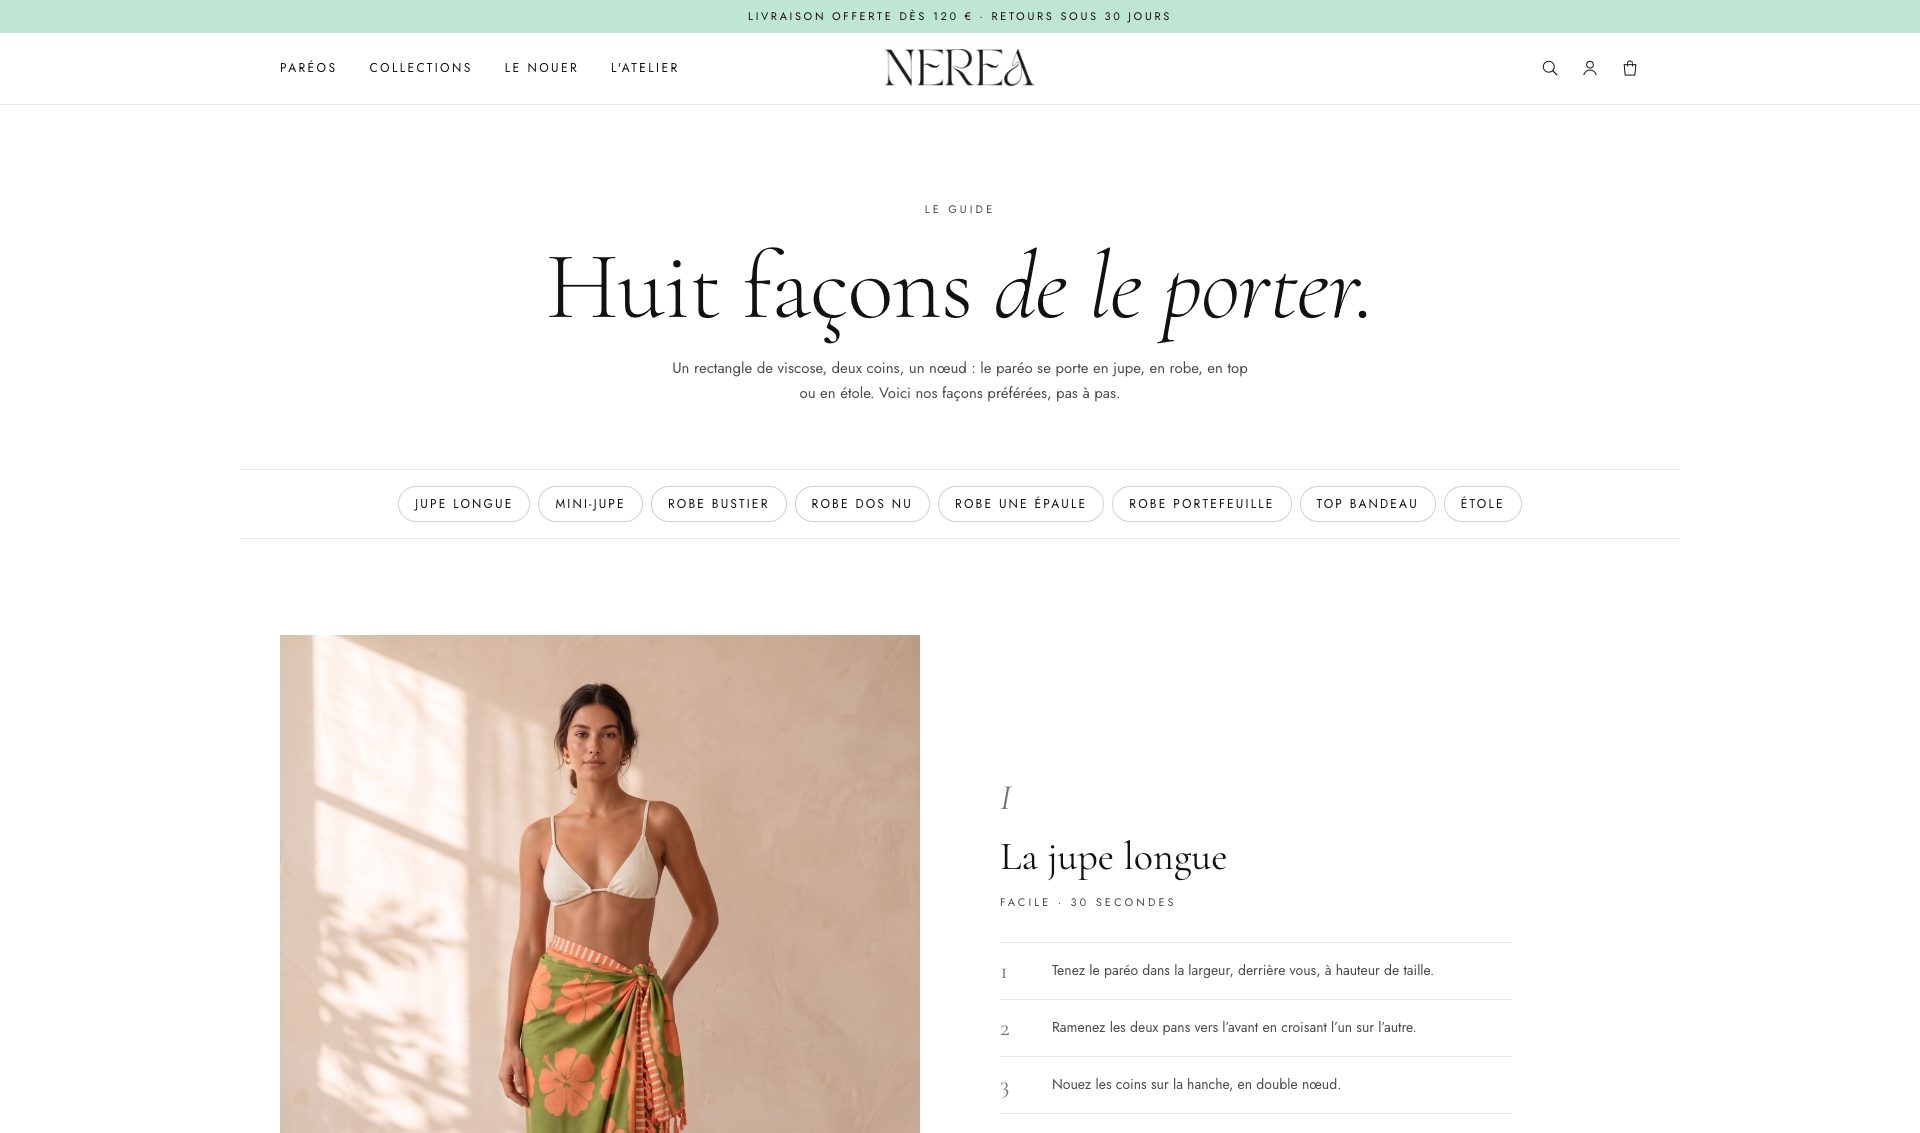 LIVRAISON OFFERTE DÈS 120 € · RETOURS SOUS 30 JOURS
PARÉOS COLLECTIONS LE NOUER L'ATELIER
NEREA
LE GUIDE
Huit façons de le porter.
Un rectangle de viscose, deux coins, un nœud : le paréo se porte en jupe, en robe, en top
ou en étole. Voici nos façons préférées, pas à pas.
JUPE LONGUE MINI-JUPE ROBE BUSTIER ROBE DOS NU ROBE UNE ÉPAULE ROBE PORTEFEUILLE TOP BANDEAU ÉTOLE
I
La jupe longue
FACILE · 30 SECONDES
1 Tenez le paréo dans la largeur, derrière vous, à hauteur de taille.
2 Ramenez les deux pans vers l’avant en croisant l’un sur l’autre.
3 Nouez les coins sur la hanche, en double nœud.